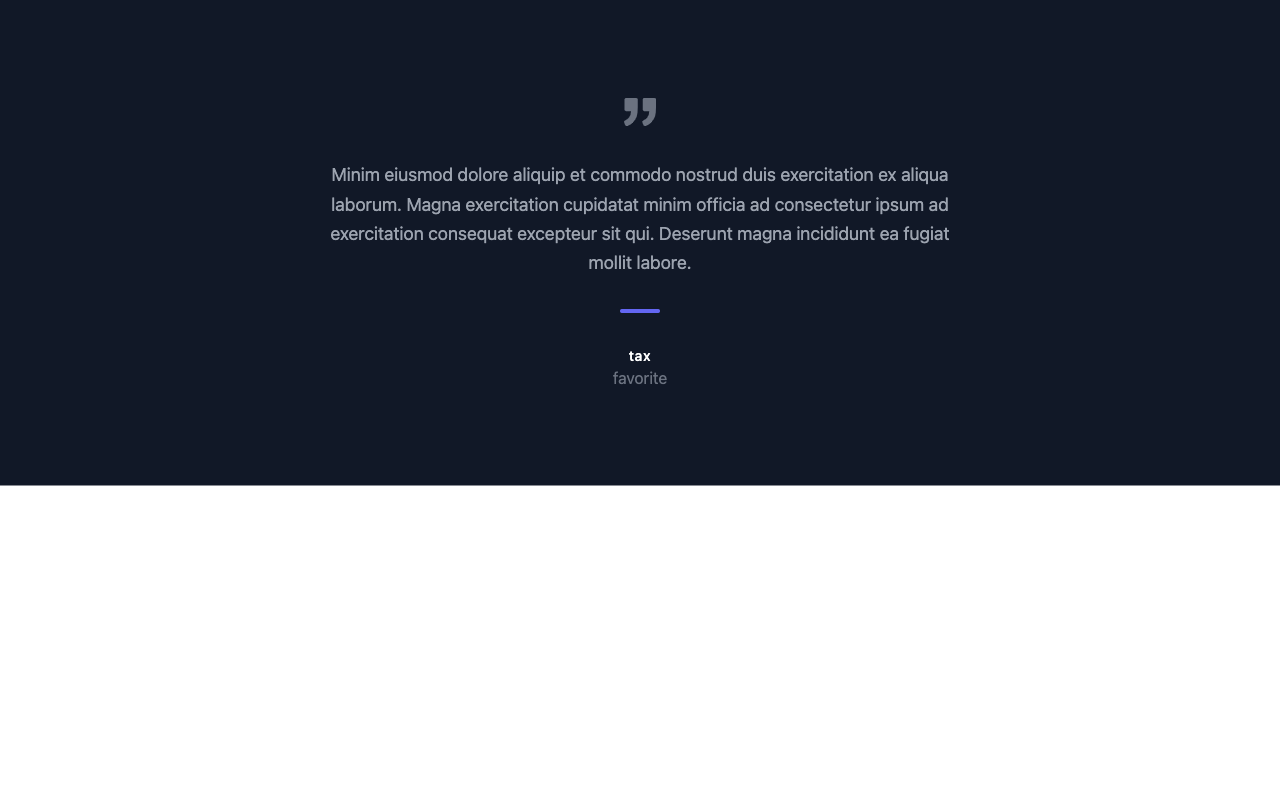 Minim eiusmod dolore aliquip et commodo nostrud duis exercitation ex aliqua
laborum. Magna exercitation cupidatat minim officia ad consectetur ipsum ad
exercitation consequat excepteur sit qui. Deserunt magna incididunt ea fugiat
mollit labore.
tax
favorite